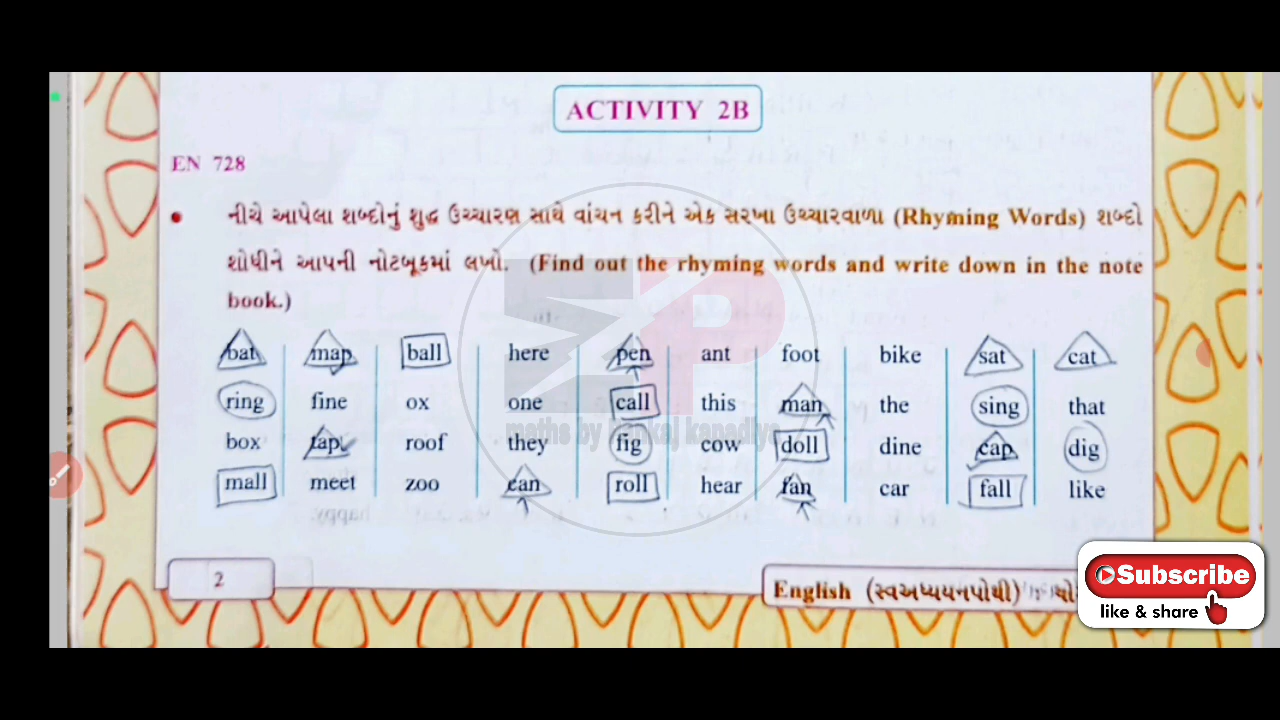 ACTIVITY 2B
EN 728
• નીચે આપેલા શબ્દોનું શુદ્ધ ઉચ્ચારણ સાથે વાંચન કરીને એક સરખા ઉચ્ચારવાળા (Rhyming Words) શબ્દો
શોધીને આપની નોટબૂકમાં લખો. (Find out the rhyming words and write down in the note
book.)
bat map ball here pen ant foot bike sat cat
ring fine ox one call this man the sing that
box tap roof they fig cow doll dine cap dig
mall meet zoo can roll hear fan car fall like
maths by pankaj kanadiya
2
English (સ્વઅધ્યયનપોથી)
Subscribe
like & share